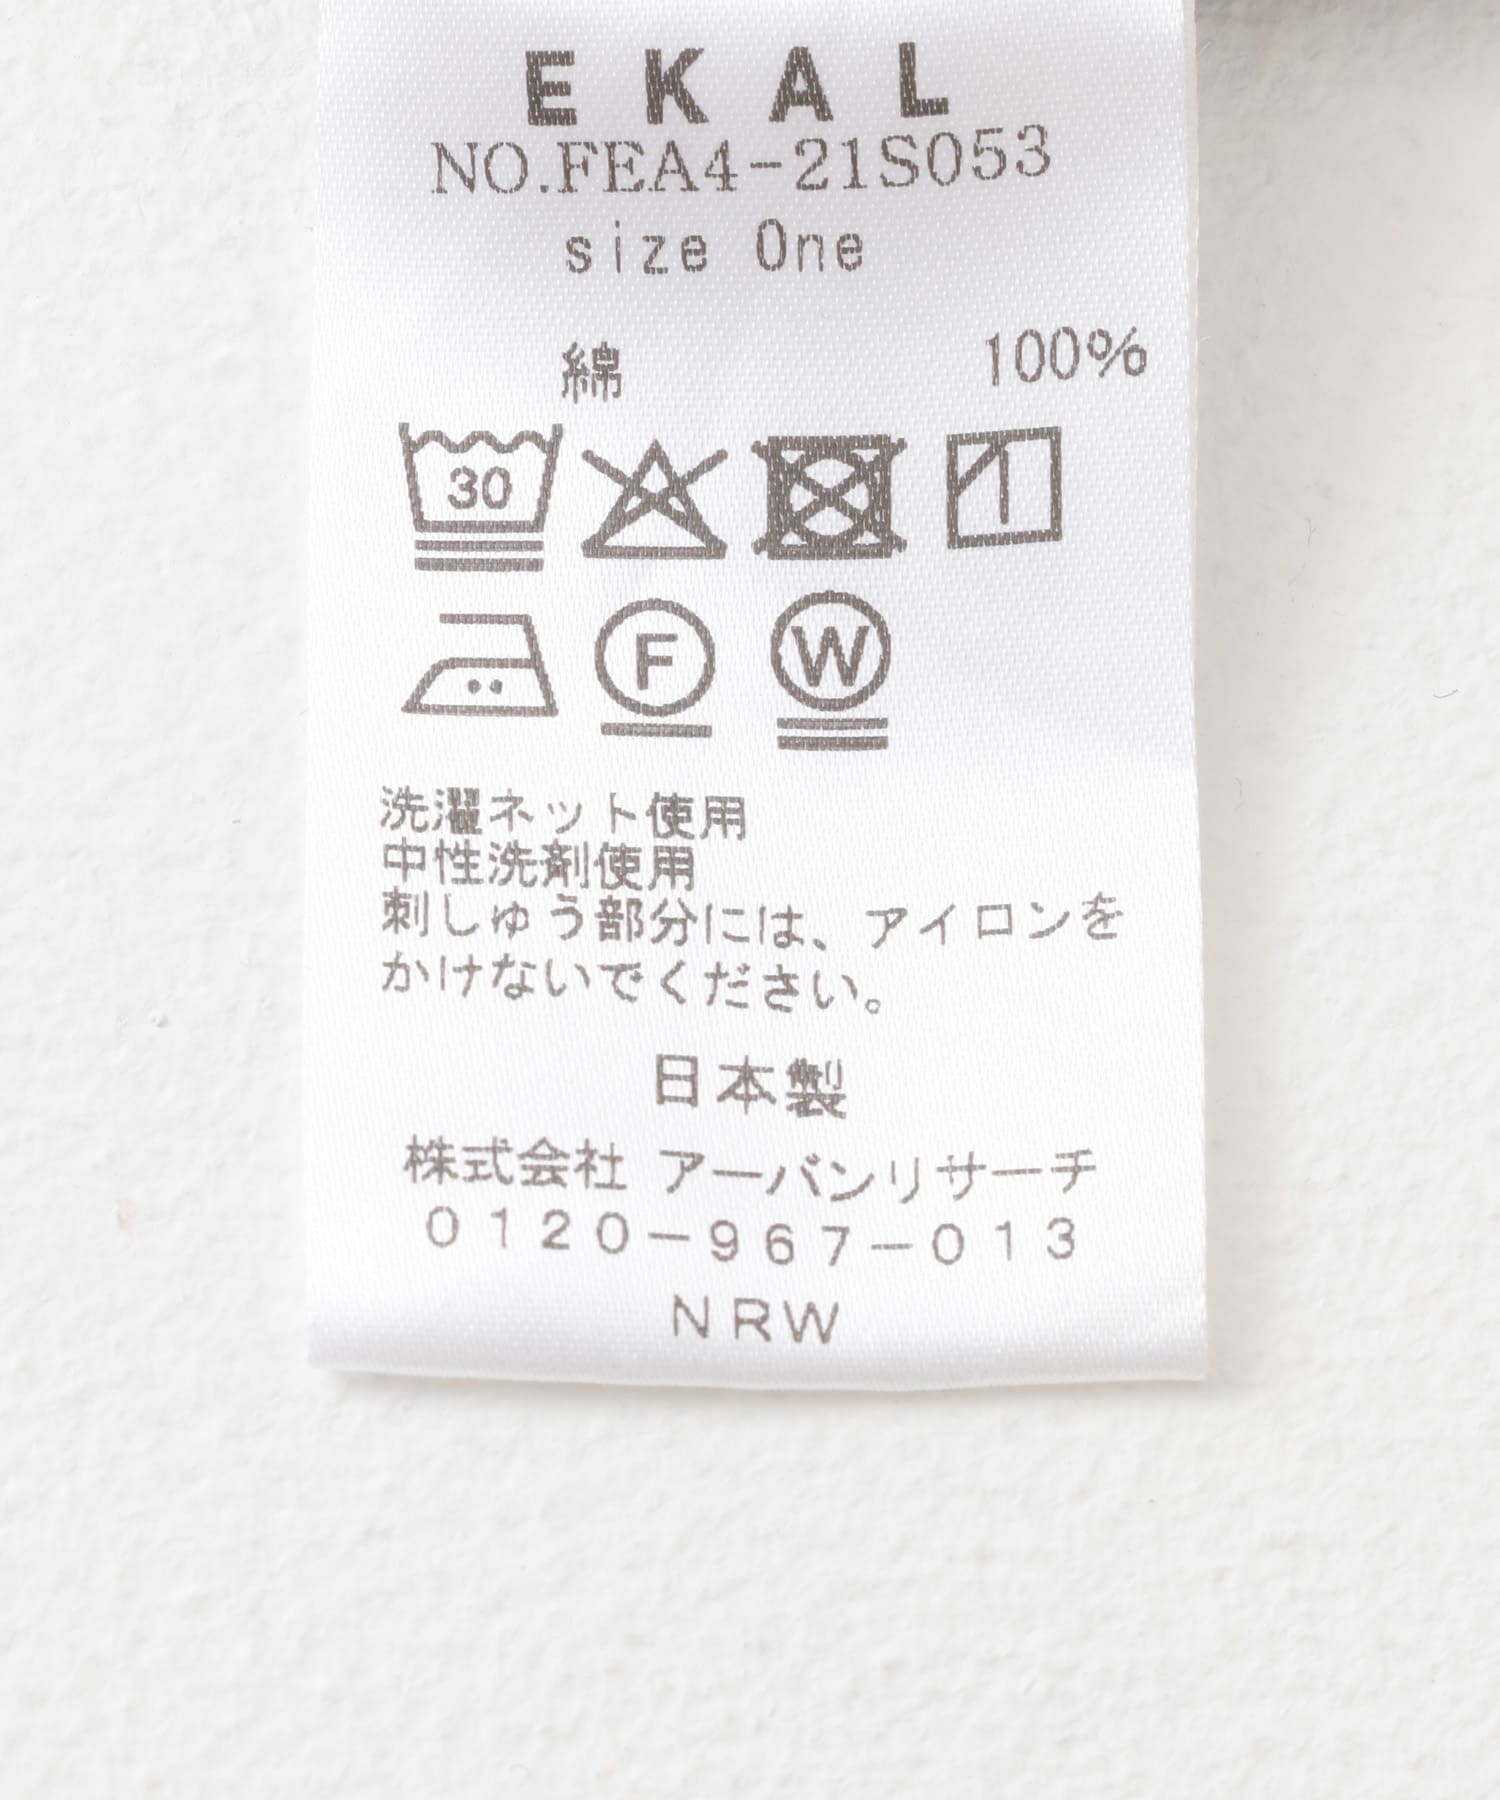 EKAL
NO.FEA4-21S053
size One
綿 100%
30
F W
洗濯ネット使用
中性洗剤使用
刺しゅう部分には、アイロンを
かけないでください。
日本製
株式会社 アーバンリサーチ
0120-967-013
NRW